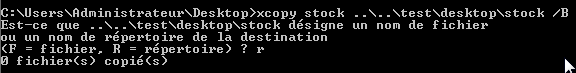 C:\Users\Administrateur\Desktop>xcopy stock ..\..\test\desktop\stock /B
Est-ce que ..\..\test\desktop\stock désigne un nom de fichier
ou un nom de répertoire de la destination
(F = fichier, R = répertoire) ? r
0 fichier(s) copié(s)